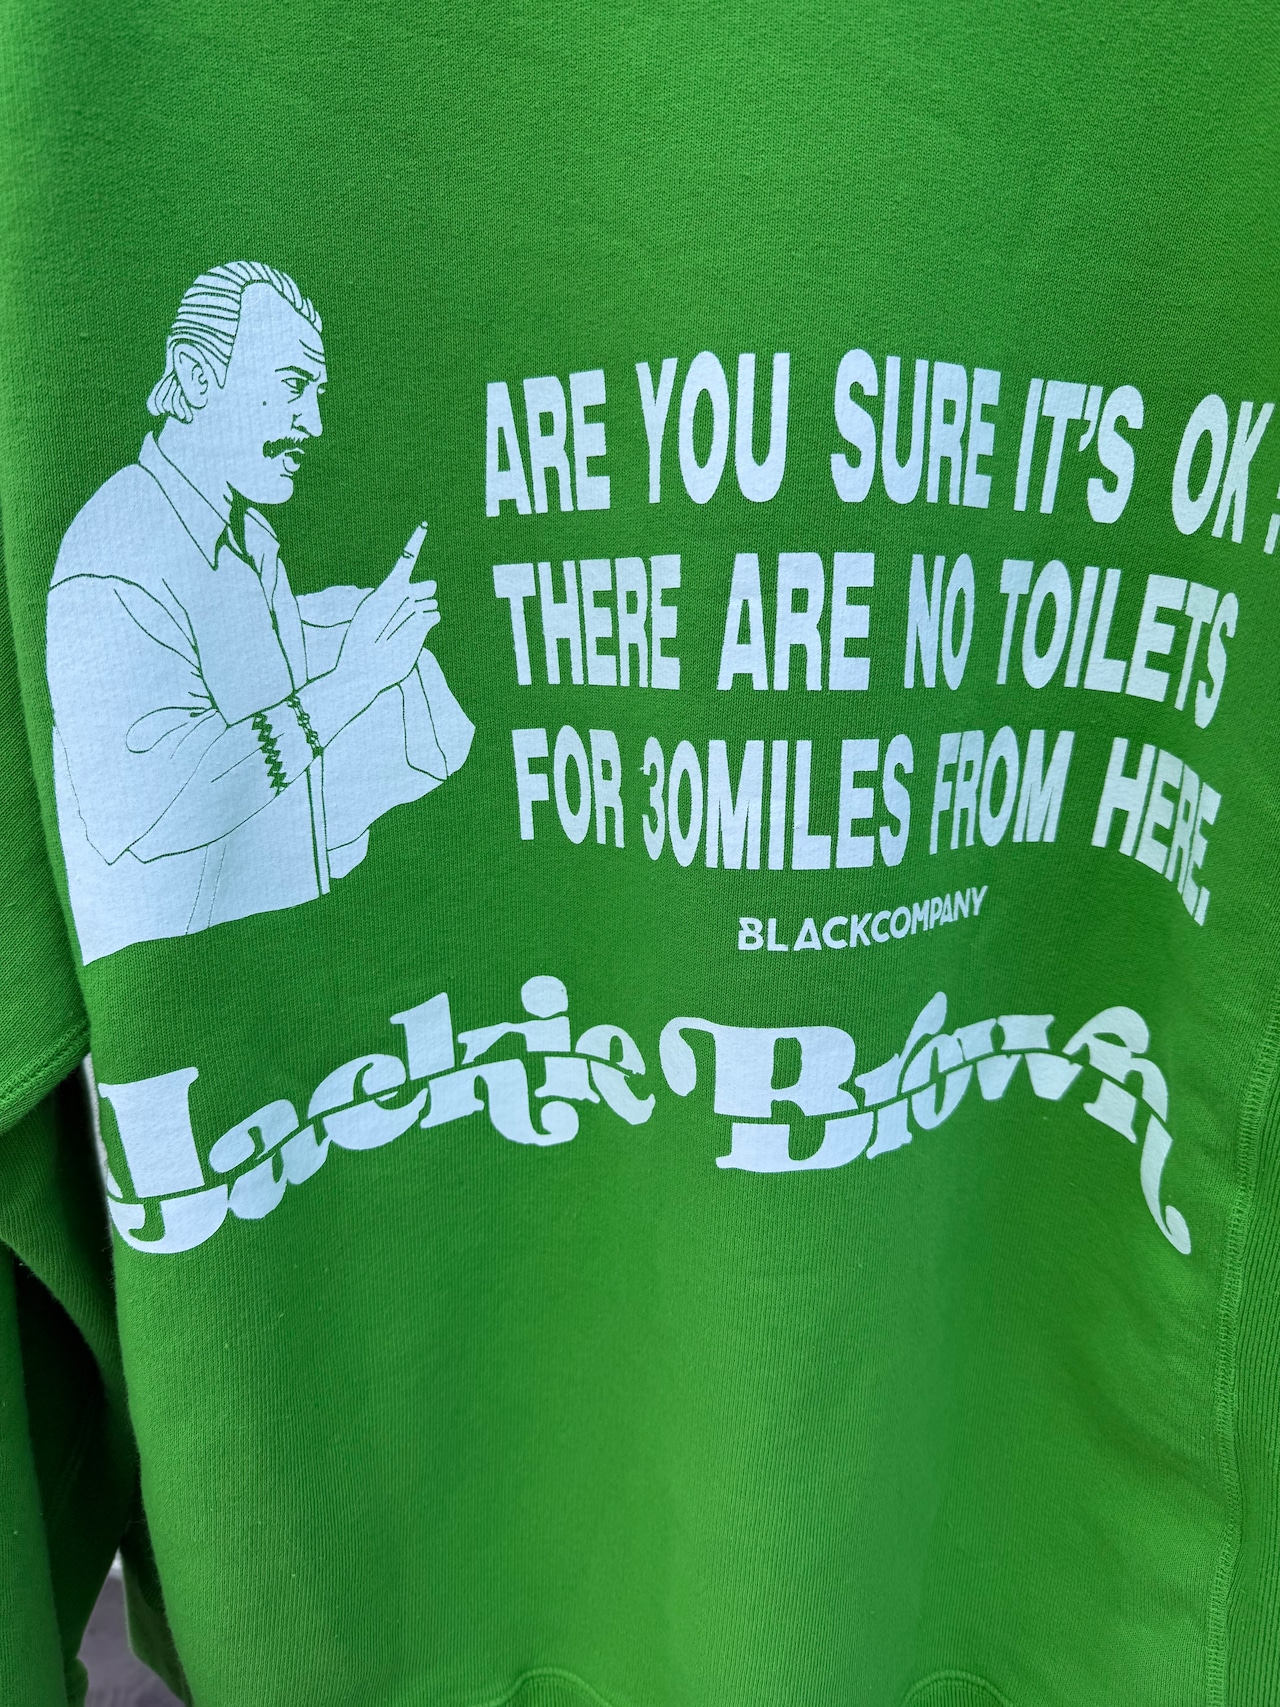 ARE YOU SURE IT'S OK
THERE ARE NO TOILETS
FOR 30MILES FROM HERE.
BLACKCOMPANY
Jackie Brown